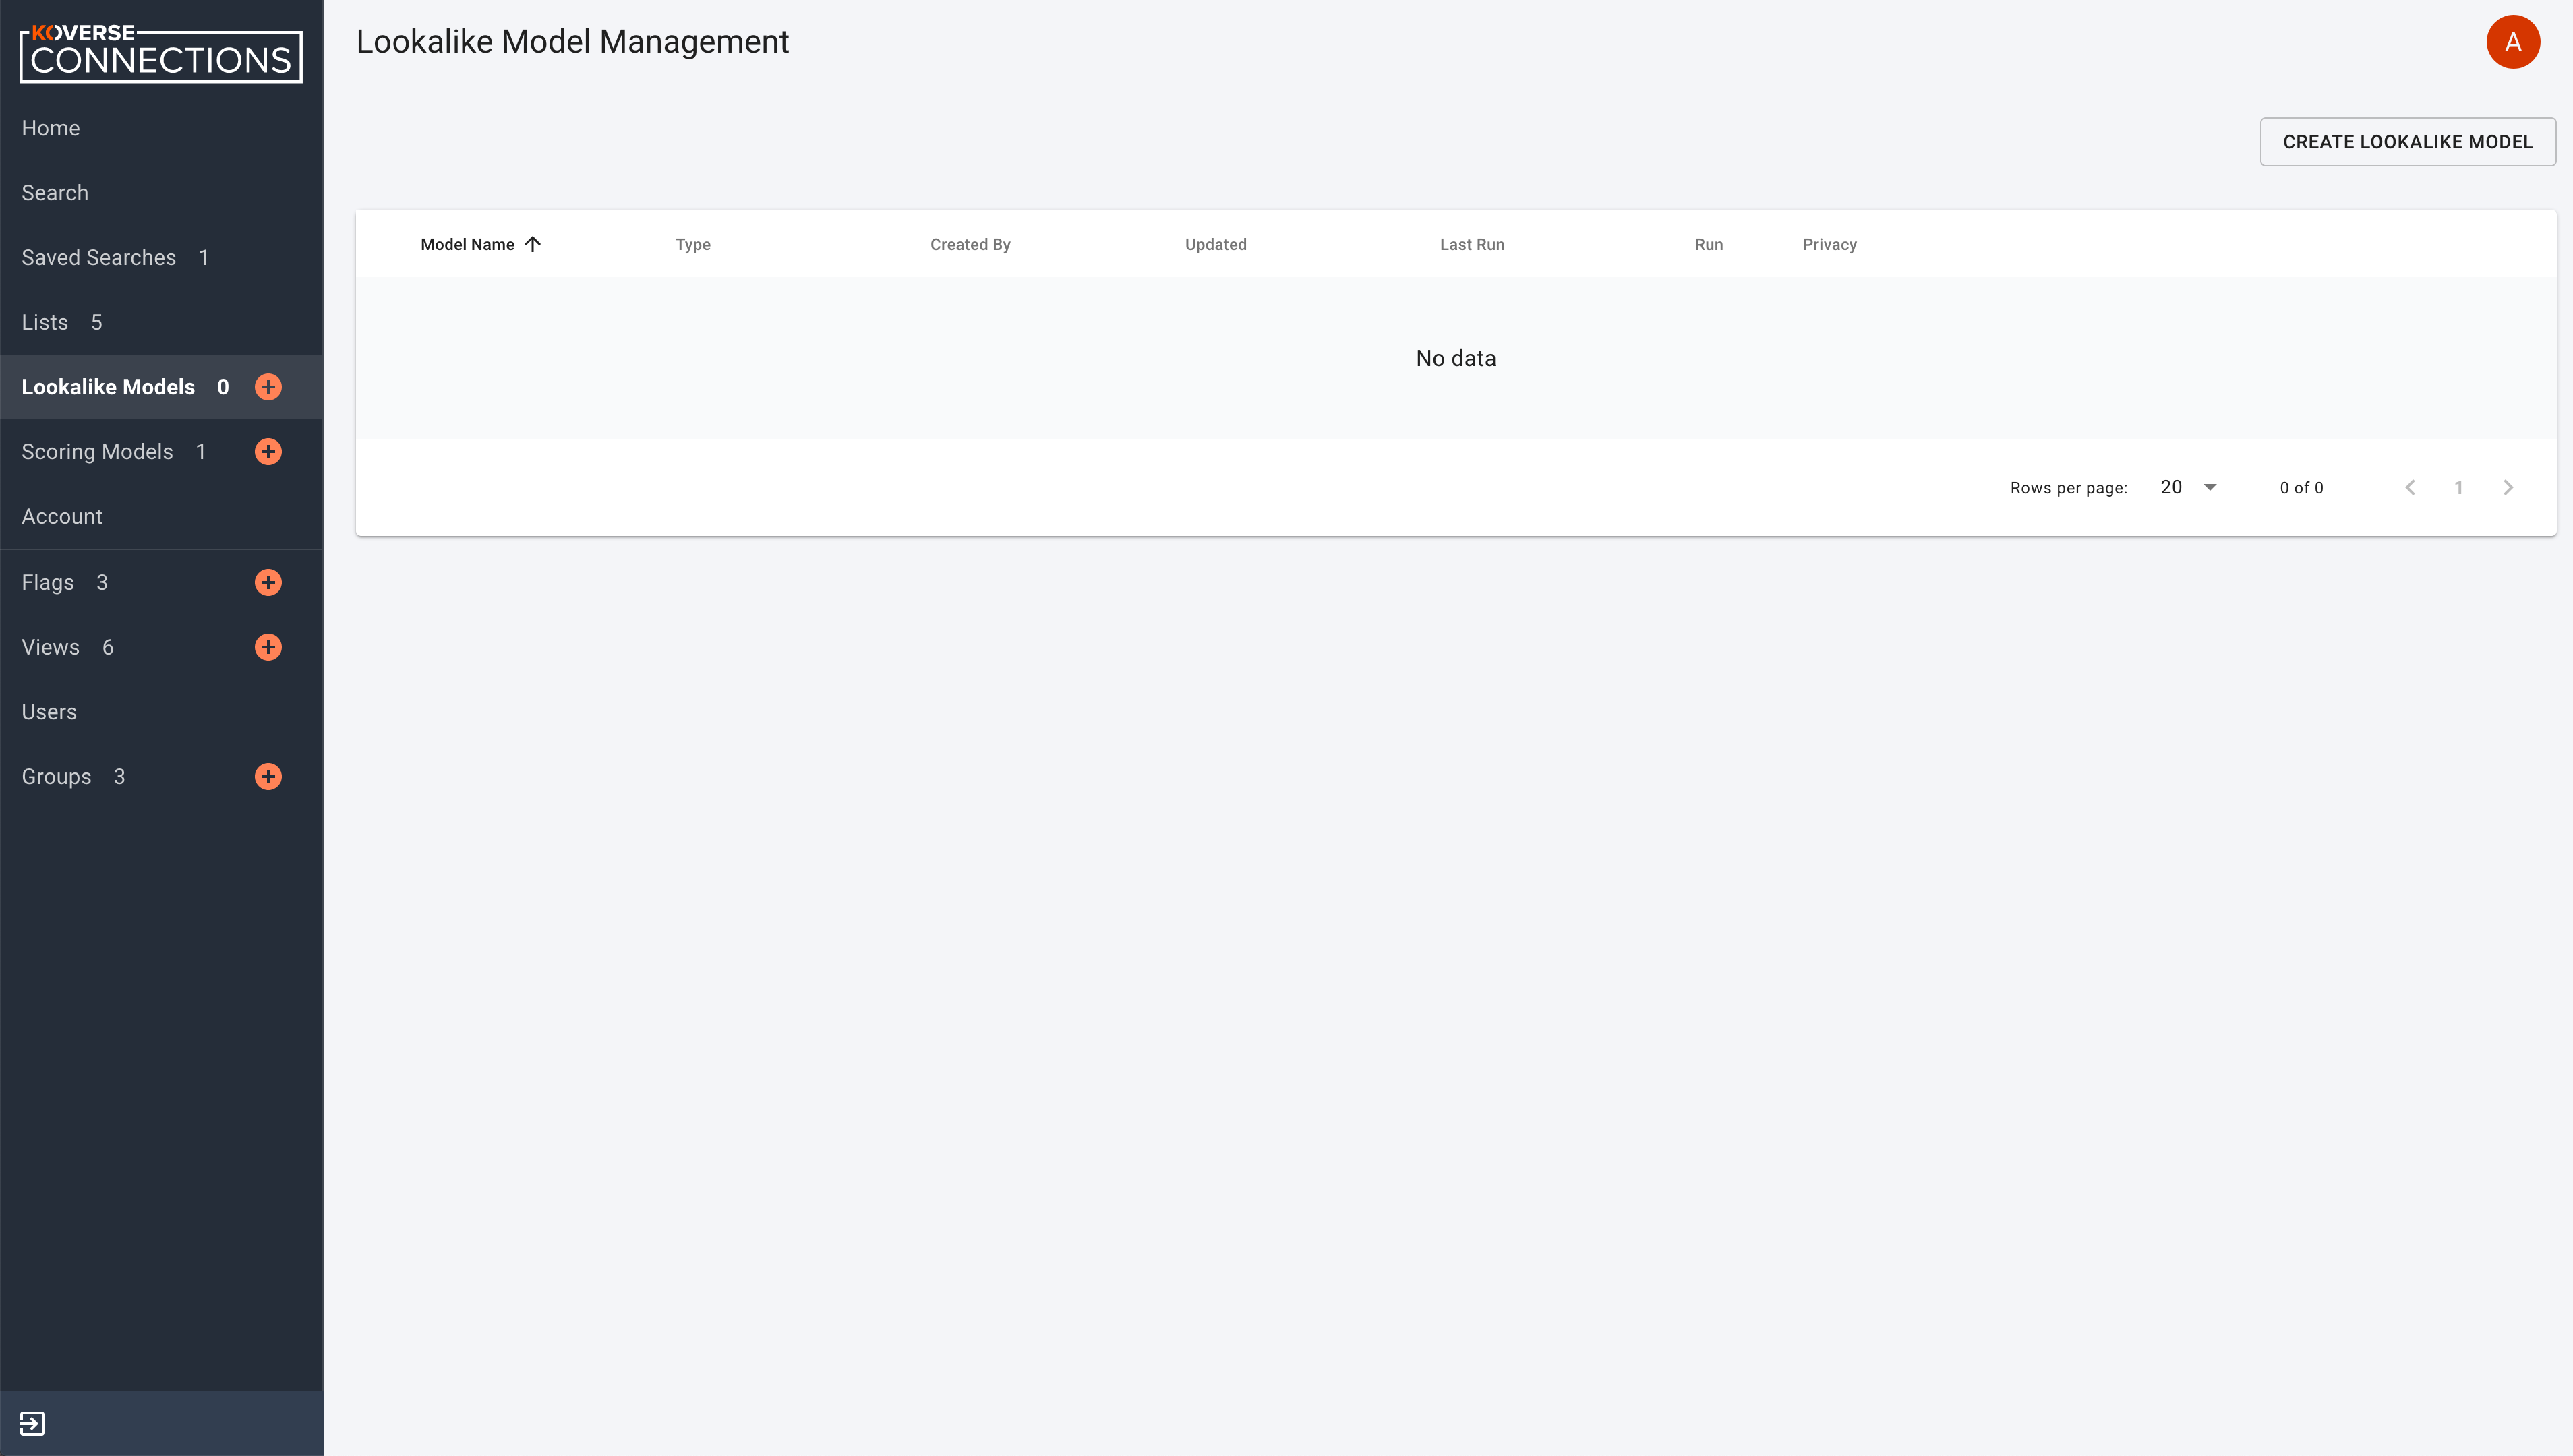 KOVERSE
CONNECTIONS
Home
Search
Saved Searches 1
Lists 5
Lookalike Models 0
Scoring Models 1
Account
Flags 3
Views 6
Users
Groups 3
Lookalike Model Management
A
CREATE LOOKALIKE MODEL
Model Name Type Created By Updated Last Run Run Privacy
No data
Rows per page: 20 0 of 0 1